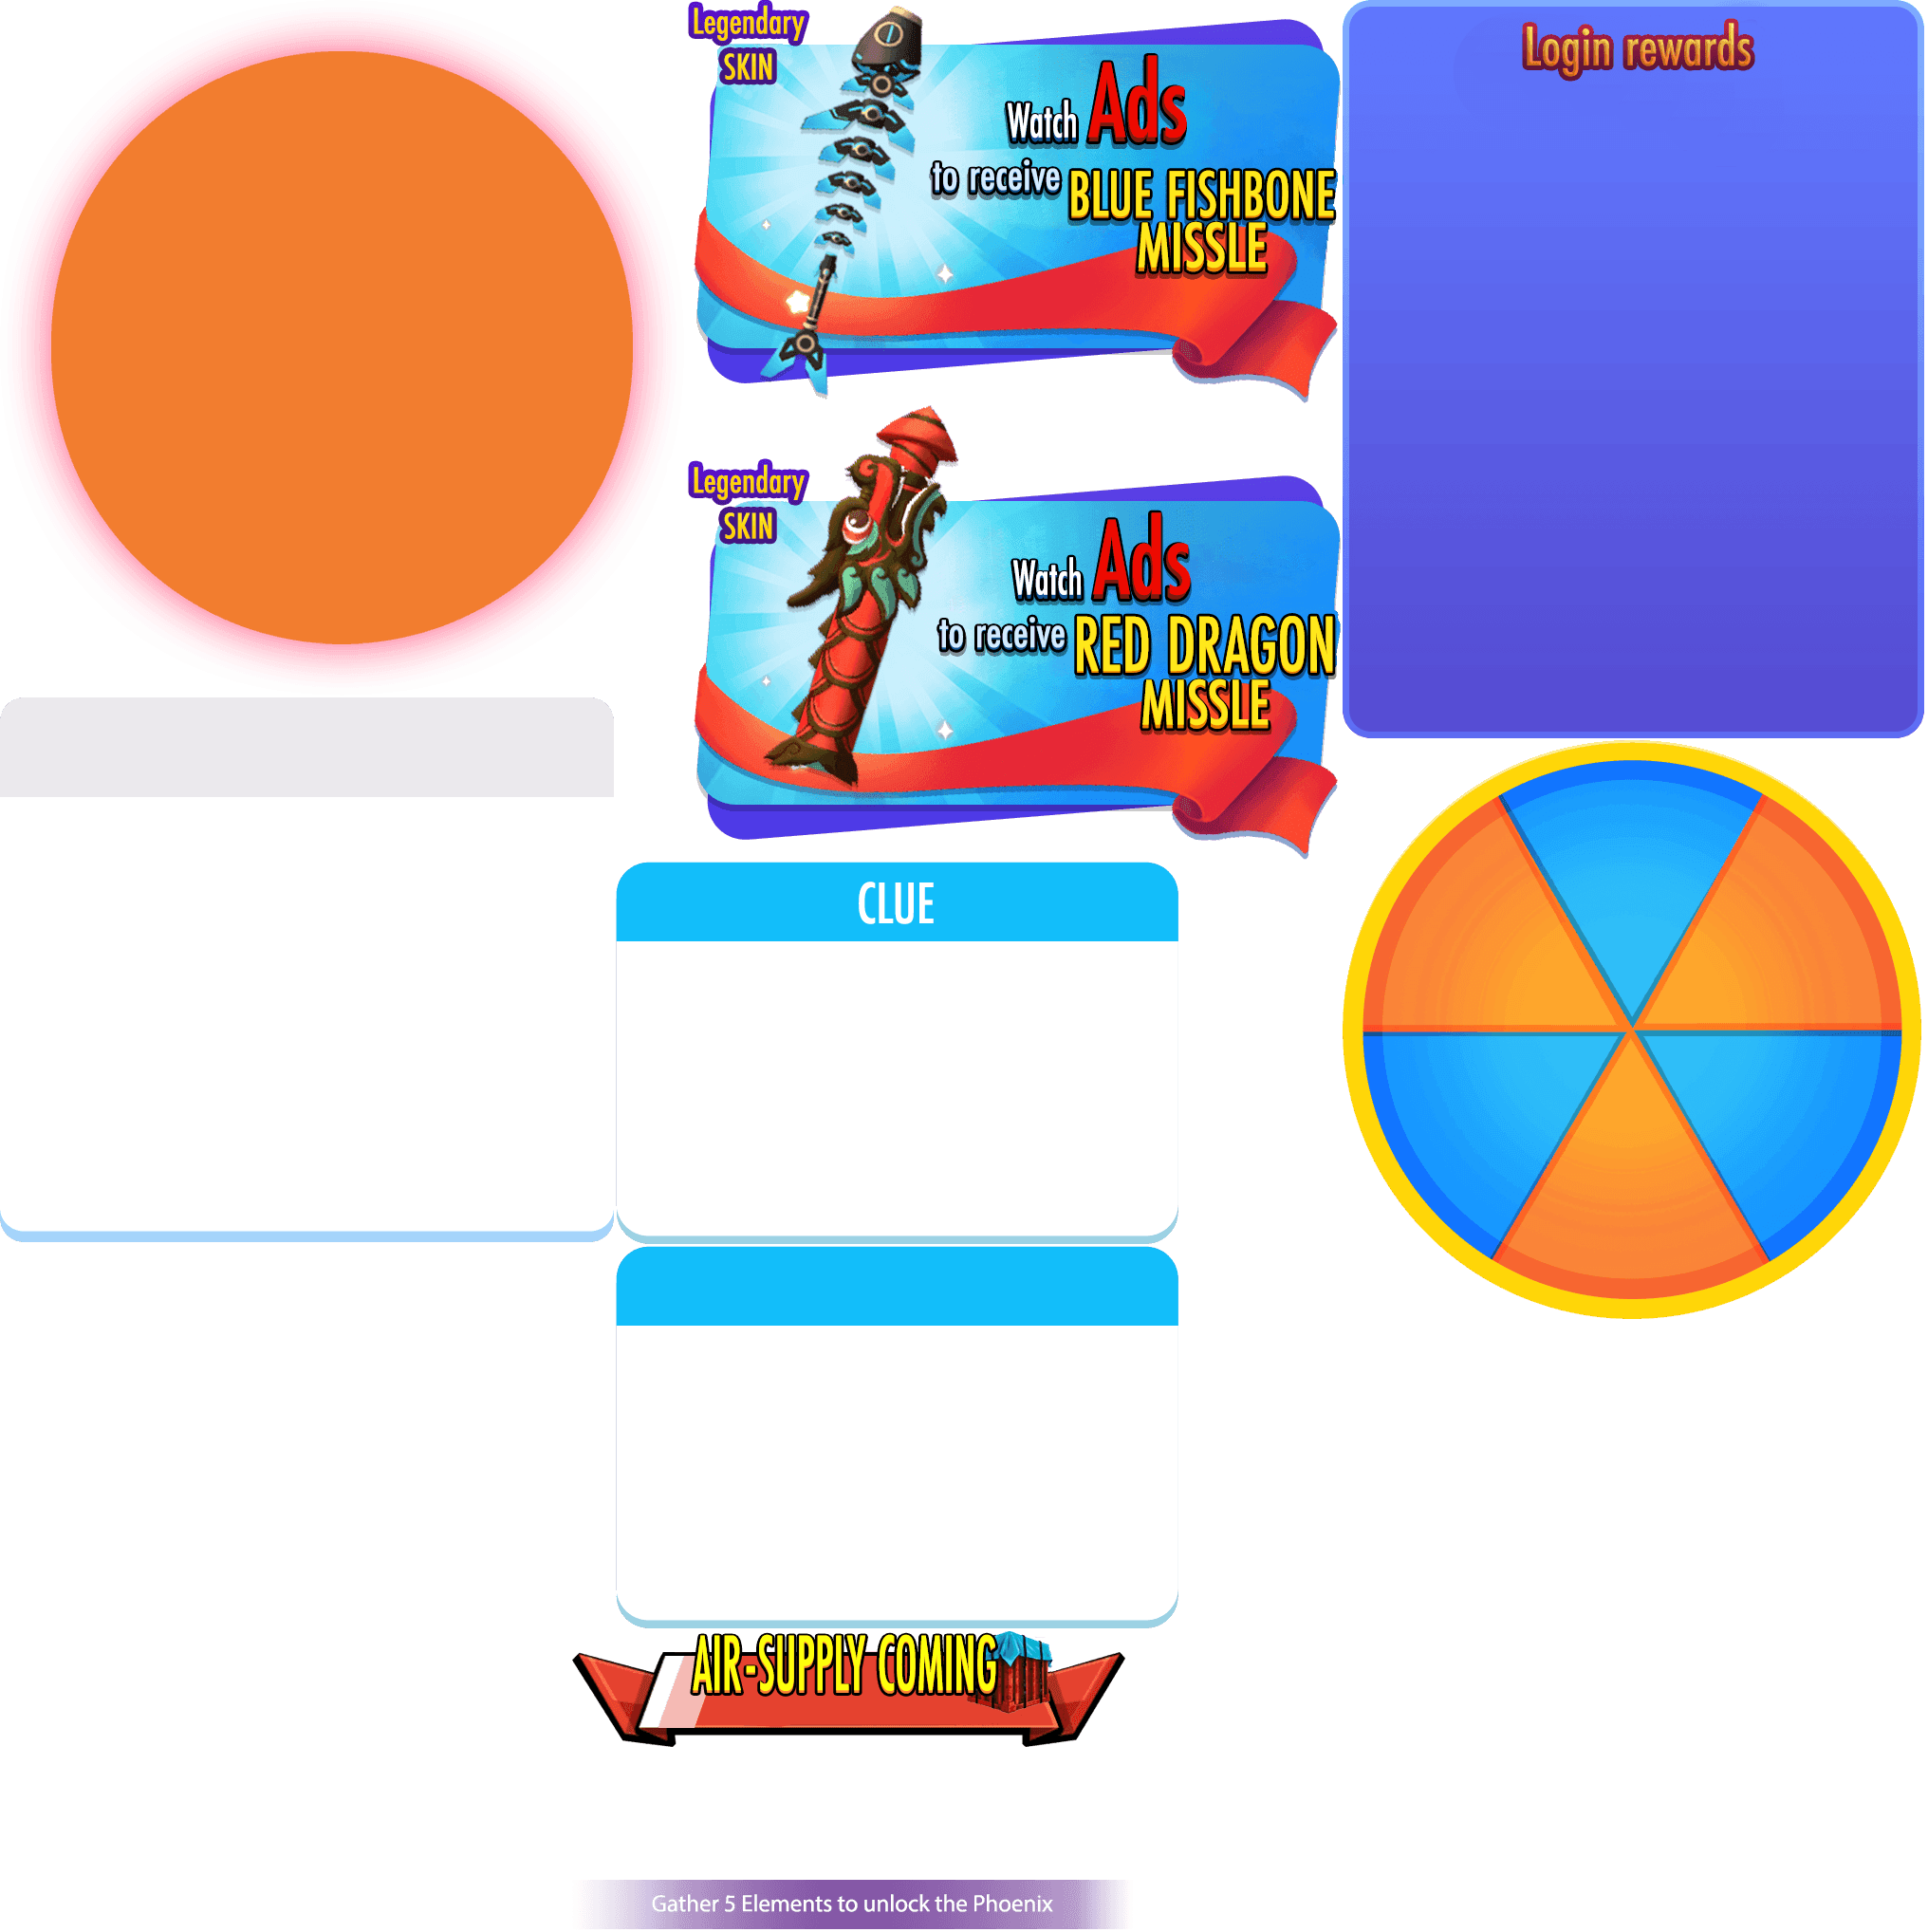 Legendary
SKIN
Watch Ads
to receive BLUE FISHBONE
MISSLE
Login rewards
Legendary
SKIN
Watch Ads
to receive RED DRAGON
MISSLE
CLUE
AIR-SUPPLY COMING
Gather 5 Elements to unlock the Phoenix